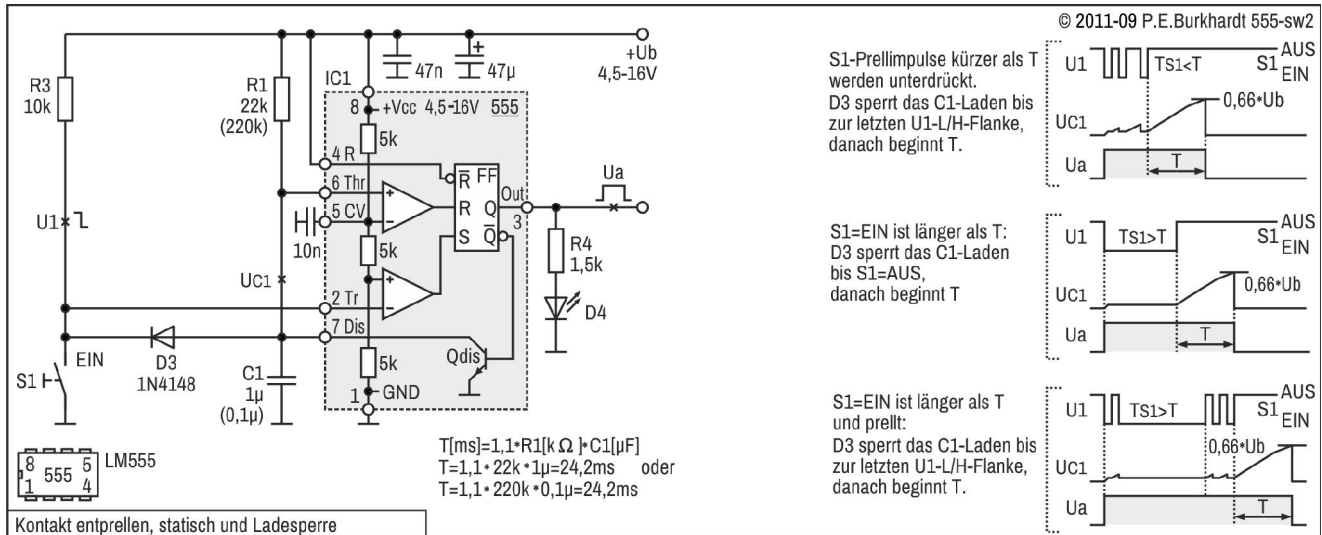 © 2011-09 P.E.Burkhardt 555-sw2
+Ub
4,5-16V
47n
47µ
R3
10k
R1
22k
(220k)
IC1
8
+Vcc 4,5-16V 555
5k
4 R
6 Thr
5 CV
10n
R FF
R Q
S Q
Out
3
Ua
5k
R4
1,5k
D4
U1
UC1
2 Tr
7 Dis
Qdis
5k
1
GND
EIN
S1
D3
1N4148
C1
1µ
(0,1µ)
8 5
555
1 4
LM555
T[ms]=1,1*R1[kΩ]*C1[µF]
T=1,1*22k*1µ=24,2ms oder
T=1,1*220k*0,1µ=24,2ms
Kontakt entprellen, statisch und Ladesperre
S1-Prellimpulse kürzer als T
werden unterdrückt.
D3 sperrt das C1-Laden bis
zur letzten U1-L/H-Flanke,
danach beginnt T.
U1
TS1<T
S1
AUS
EIN
UC1
0,66*Ub
Ua
T
S1=EIN ist länger als T:
D3 sperrt das C1-Laden
bis S1=AUS,
danach beginnt T
U1
TS1>T
S1
AUS
EIN
UC1
0,66*Ub
Ua
T
S1=EIN ist länger als T
und prellt:
D3 sperrt das C1-Laden bis
zur letzten U1-L/H-Flanke,
danach beginnt T.
U1
TS1>T
S1
AUS
EIN
UC1
0,66*Ub
Ua
T